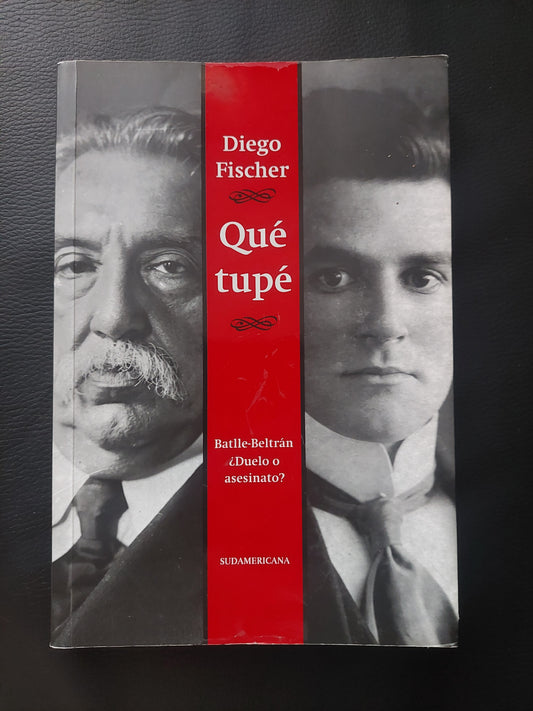 Diego
Fischer
Qué
tupé
Batlle-Beltrán
¿Duelo o
asesinato?
SUDAMERICANA